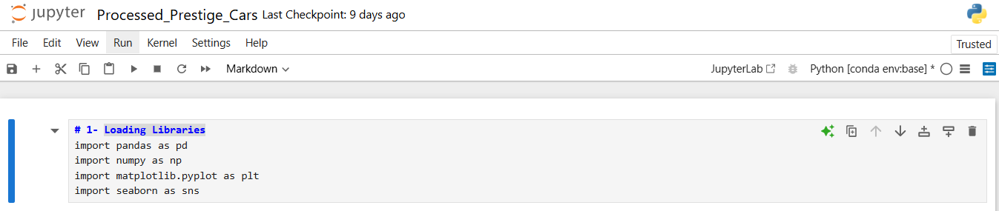 jupyter Processed_Prestige_Cars Last Checkpoint: 9 days ago
File Edit View Run Kernel Settings Help Trusted
Markdown JupyterLab Python [conda env:base] *
# 1- Loading Libraries
import pandas as pd
import numpy as np
import matplotlib.pyplot as plt
import seaborn as sns